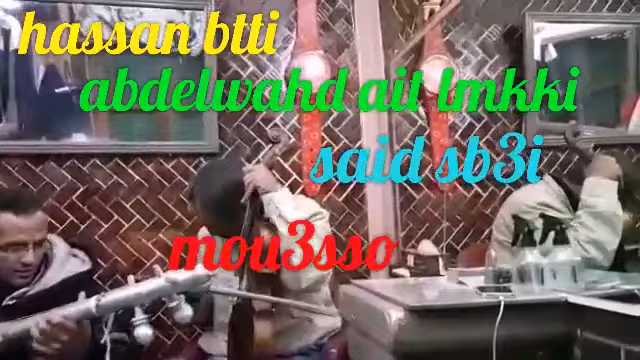 hassan btti
abdelwahd ait lmkki
said sb3i
mou3sso